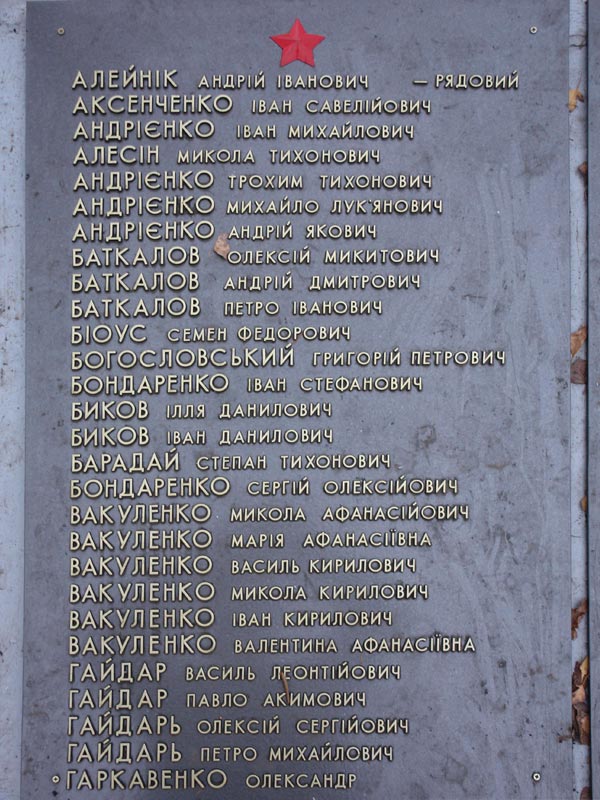 АЛЕЙНІК АНДРІЙ ІВАНОВИЧ — РЯДОВИЙ
АКСЕНЧЕНКО ІВАН САВЕЛІЙОВИЧ
АНДРІЄНКО ІВАН МИХАЙЛОВИЧ
АЛЕСІН МИКОЛА ТИХОНОВИЧ
АНДРІЄНКО ТРОХИМ ТИХОНОВИЧ
АНДРІЄНКО МИХАЙЛО ЛУК'ЯНОВИЧ
АНДРІЄНКО АНДРІЙ ЯКОВИЧ
БАТКАЛОВ ОЛЕКСІЙ МИКИТОВИЧ
БАТКАЛОВ АНДРІЙ ДМИТРОВИЧ
БАТКАЛОВ ПЕТРО ІВАНОВИЧ
БІОУС СЕМЕН ФЕДОРОВИЧ
БОГОСЛОВСЬКИЙ ГРИГОРІЙ ПЕТРОВИЧ
БОНДАРЕНКО ІВАН СТЕФАНОВИЧ
БИКОВ ІЛЛЯ ДАНИЛОВИЧ
БИКОВ ІВАН ДАНИЛОВИЧ
БАРАДАЙ СТЕПАН ТИХОНОВИЧ
БОНДАРЕНКО СЕРГІЙ ОЛЕКСІЙОВИЧ
ВАКУЛЕНКО МИКОЛА АФАНАСІЙОВИЧ
ВАКУЛЕНКО МАРІЯ АФАНАСІЇВНА
ВАКУЛЕНКО ВАСИЛЬ КИРИЛОВИЧ
ВАКУЛЕНКО МИКОЛА КИРИЛОВИЧ
ВАКУЛЕНКО ІВАН КИРИЛОВИЧ
ВАКУЛЕНКО ВАЛЕНТИНА АФАНАСІЇВНА
ГАЙДАР ВАСИЛЬ ЛЕОНТІЙОВИЧ
ГАЙДАР ПАВЛО АКИМОВИЧ
ГАЙДАРЬ ОЛЕКСІЙ СЕРГІЙОВИЧ
ГАЙДАРЬ ПЕТРО МИХАЙЛОВИЧ
ГАРКАВЕНКО ОЛЕКСАНДР